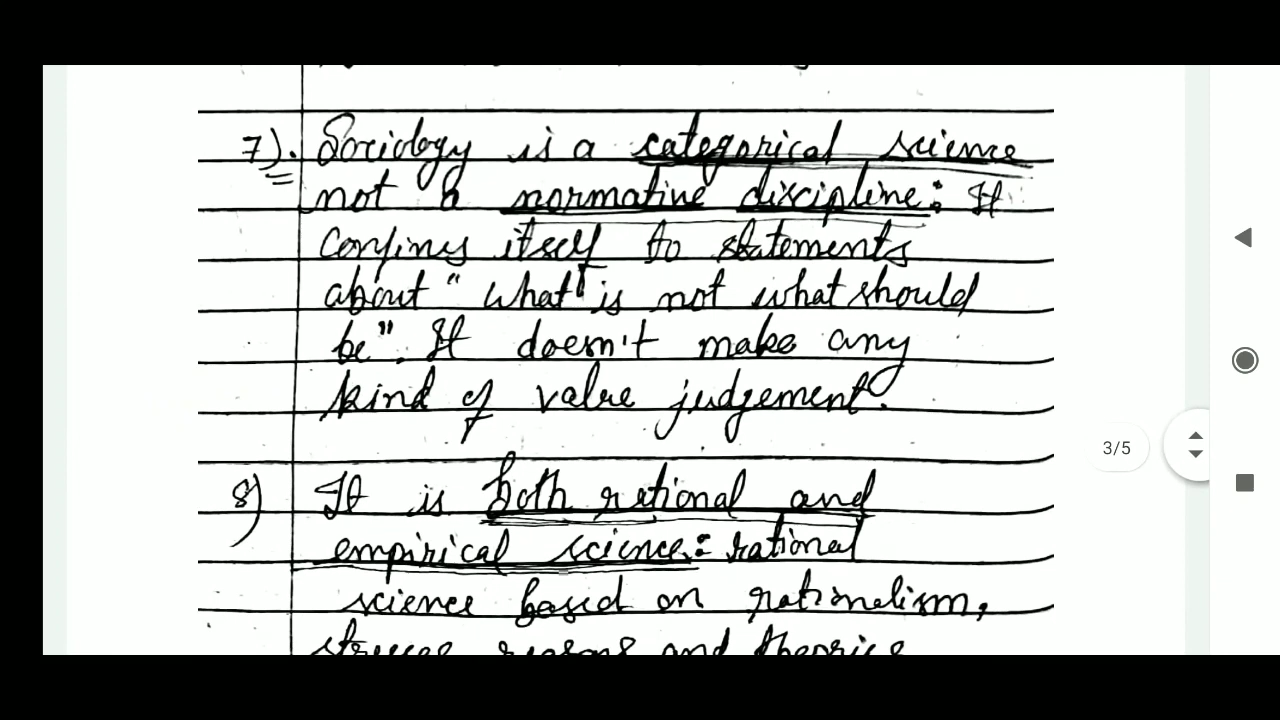 7). Sociology is a categorical science
not a normative discipline: It
confines itself to statements
about "what is not what should
be". It doesn't make any
kind of value judgement.
8) It is both rational and
empirical science: rational
science based on rationalism,
3/5